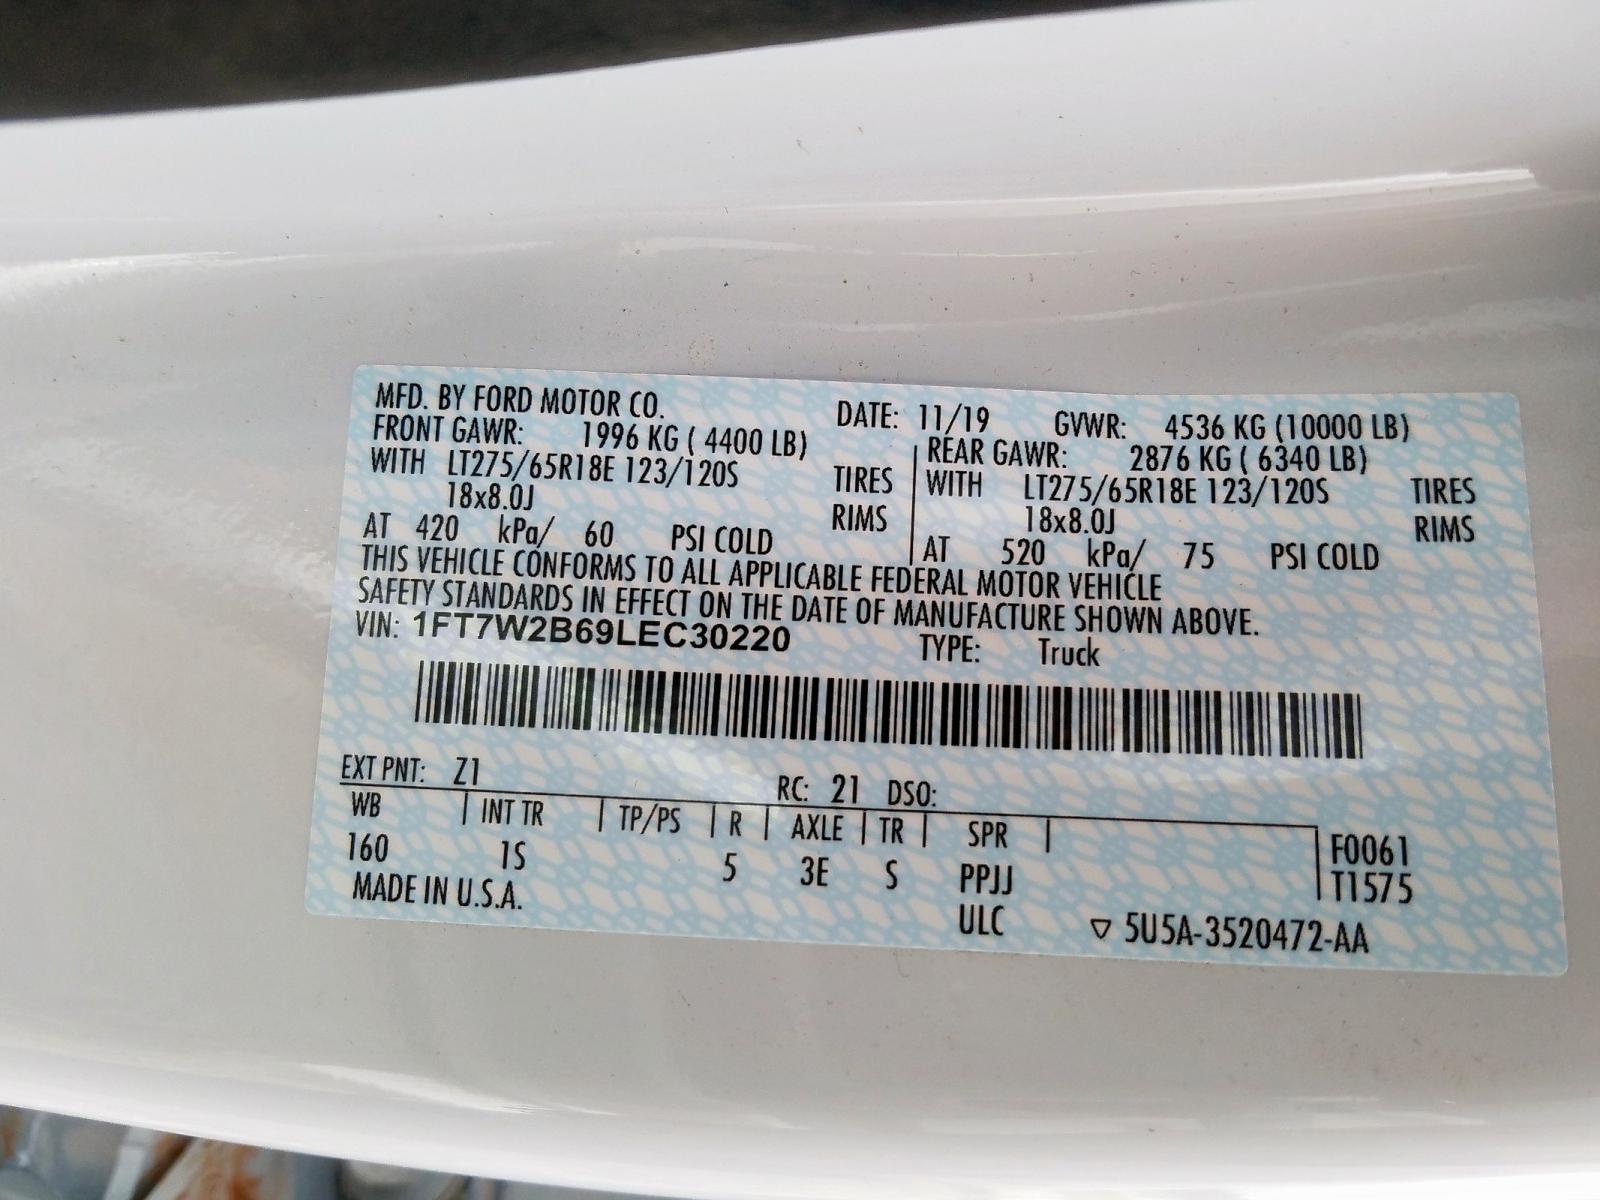 MFD. BY FORD MOTOR CO. DATE: 11/19 GVWR: 4536 KG (10000 LB)
FRONT GAWR: 1996 KG ( 4400 LB) REAR GAWR: 2876 KG ( 6340 LB)
WITH LT275/65R18E 123/120S TIRES WITH LT275/65R18E 123/120S TIRES
18x8.0J RIMS 18x8.0J RIMS
AT 420 kPa/ 60 PSI COLD AT 520 kPa/ 75 PSI COLD
THIS VEHICLE CONFORMS TO ALL APPLICABLE FEDERAL MOTOR VEHICLE
SAFETY STANDARDS IN EFFECT ON THE DATE OF MANUFACTURE SHOWN ABOVE.
VIN: 1FT7W2B69LEC30220 TYPE: Truck
EXT PNT: Z1 RC: 21 DSO:
WB INT TR TP/PS R AXLE TR SPR F0061
160 1S 5 3E S PPJJ T1575
MADE IN U.S.A. ULC ▽ 5U5A-3520472-AA